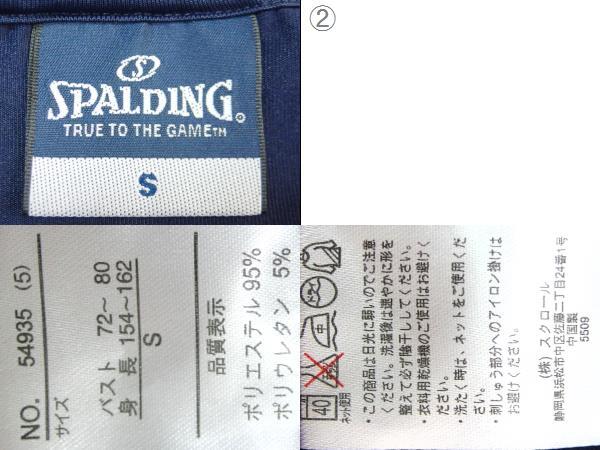 ②
S
SPALDING
TRUE TO THE GAME™
S
NO. 54935 (5)
サイズ
バスト 72～ 80
身 長 154～162
S
品質表示
ポリエステル 95%
ポリウレタン 5%
40
ネット使用
・この商品は日光に弱いのでご注意
ください。洗濯後は速やかに形を
整えて必ず陰干ししてください。
・衣料用乾燥機のご使用はお避けく
ださい。
・洗たく時は、ネットをご使用くだ
さい。
・刺しゅう部分へのアイロン掛けは
お避けください。
(株) スクロール
静岡県浜松市中区佐藤二丁目24番1号
中国製
5509